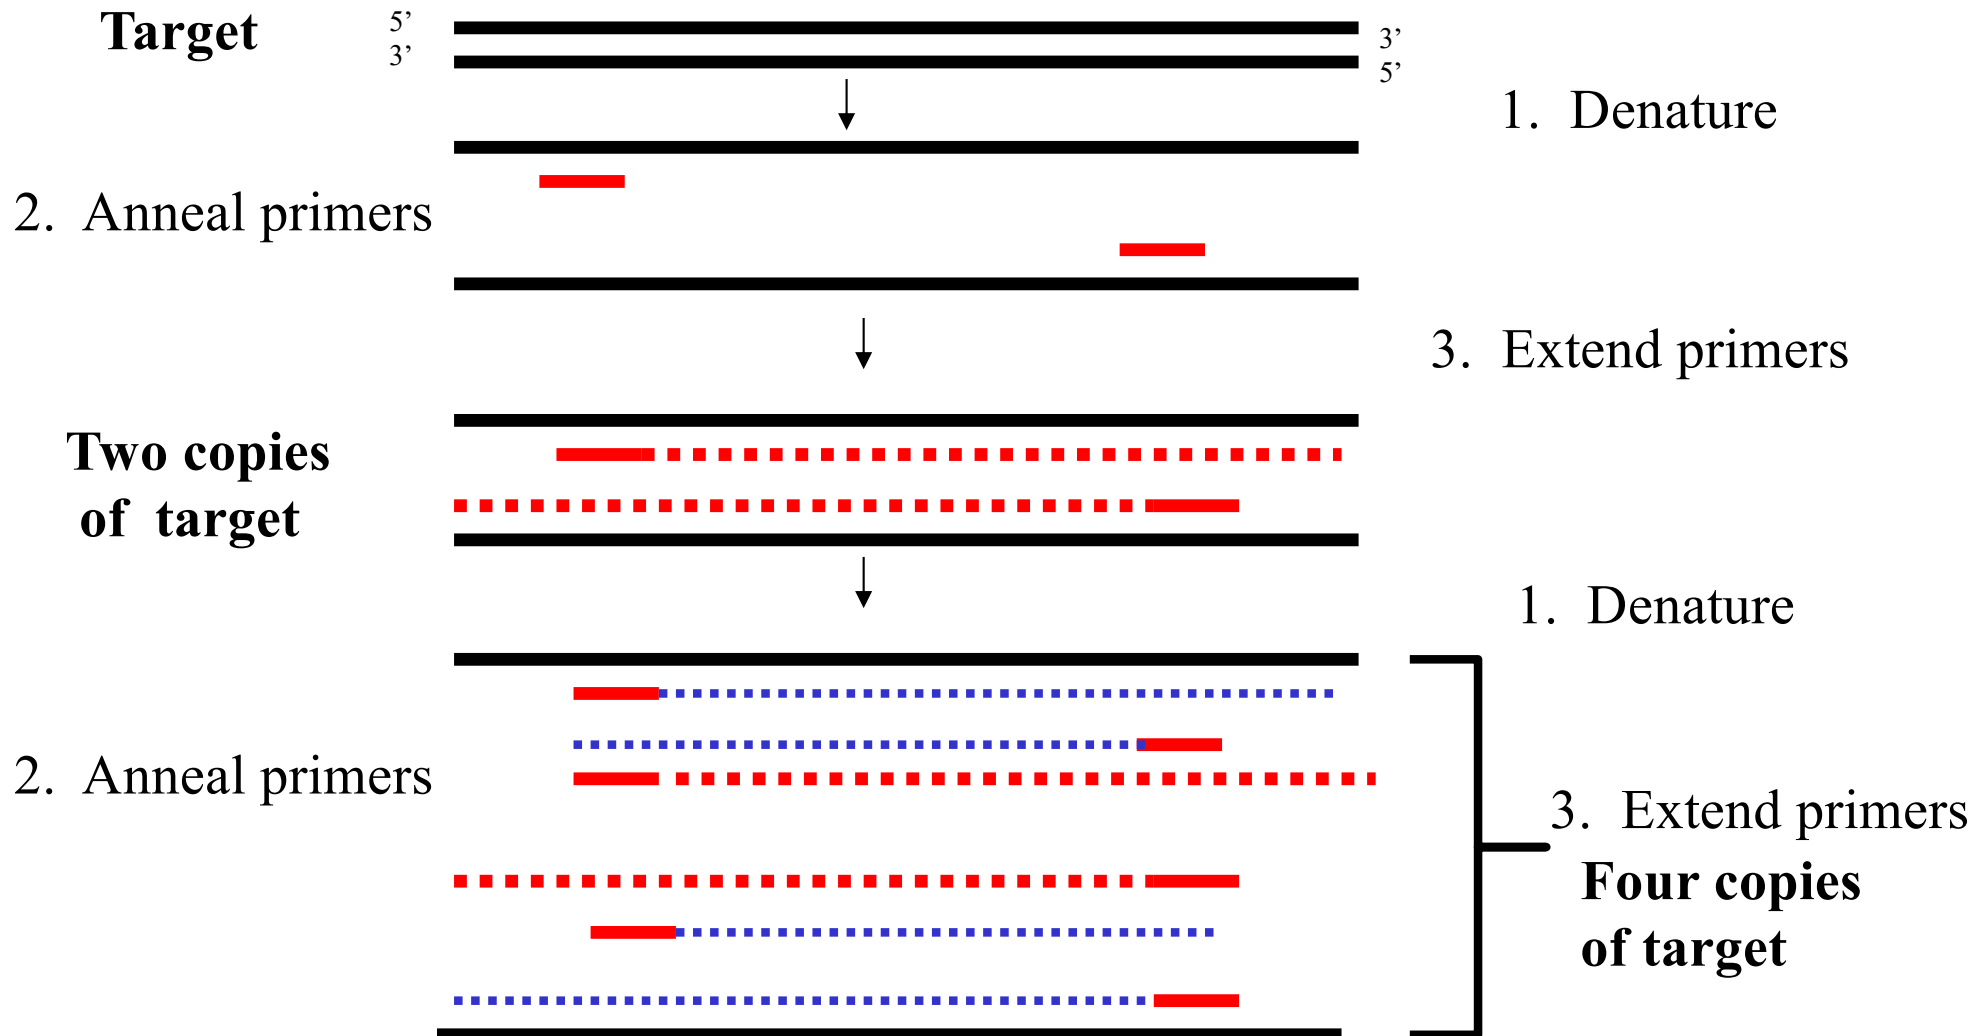 Target
5’
3’
3’
5’
1. Denature
2. Anneal primers
3. Extend primers
Two copies
of target
1. Denature
2. Anneal primers
3. Extend primers
Four copies
of target